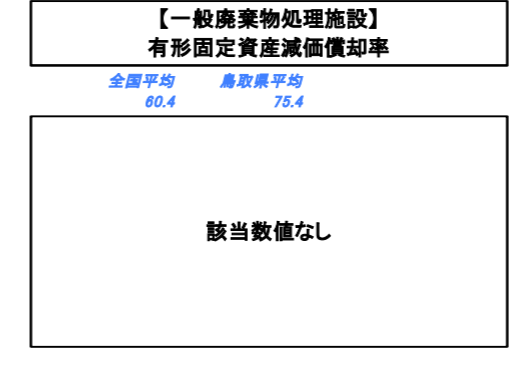 【一般廃棄物処理施設】
有形固定資産減価償却率
全国平均 鳥取県平均
60.4 75.4
該当数値なし